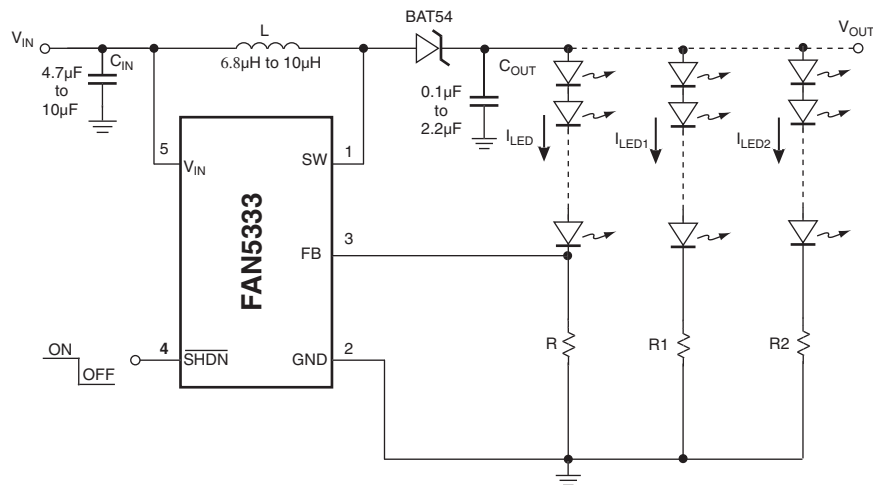 BAT54
V_IN
L
V_OUT
C_IN
6.8µH to 10µH
C_OUT
4.7µF
to
10µF
0.1µF
to
2.2µF
I_LED
I_LED1
I_LED2
5
V_IN
SW
1
FAN5333
FB
3
ON
OFF
4
SHDN
GND
2
R
R1
R2